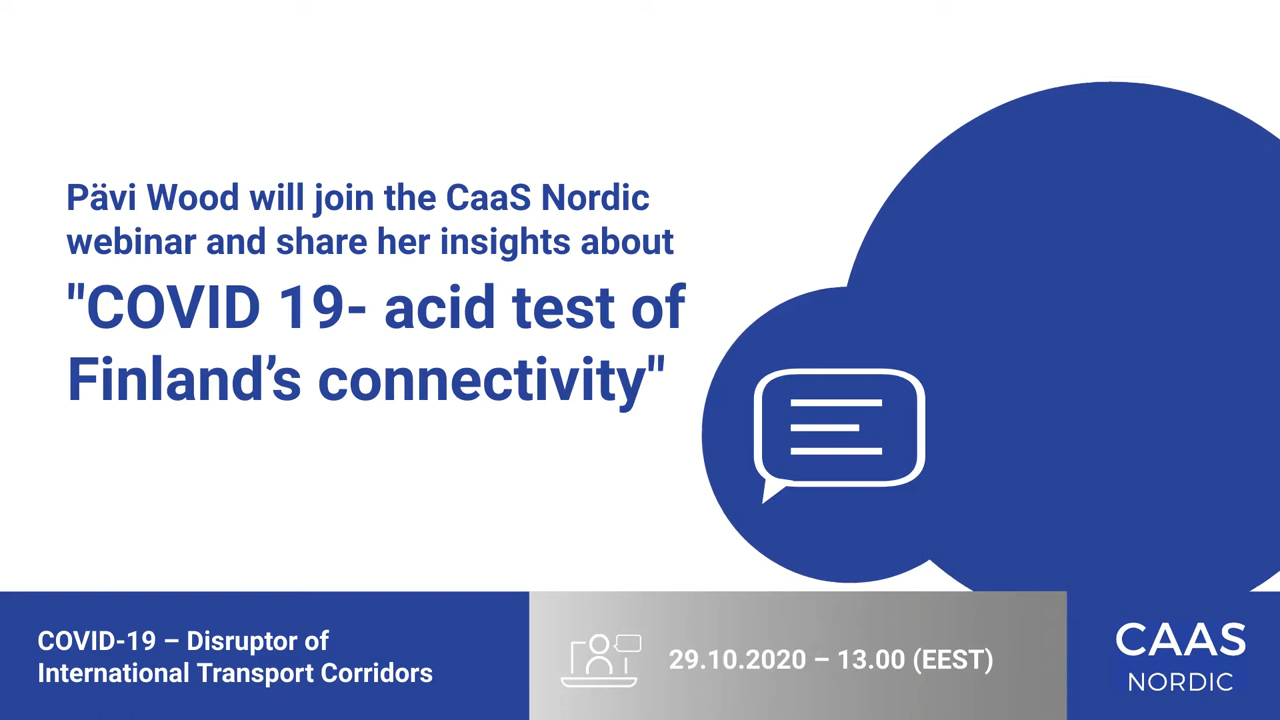 Pävi Wood will join the CaaS Nordic
webinar and share her insights about
"COVID 19- acid test of
Finland’s connectivity"
COVID-19 – Disruptor of
International Transport Corridors
29.10.2020 – 13.00 (EEST)
CAAS
NORDIC